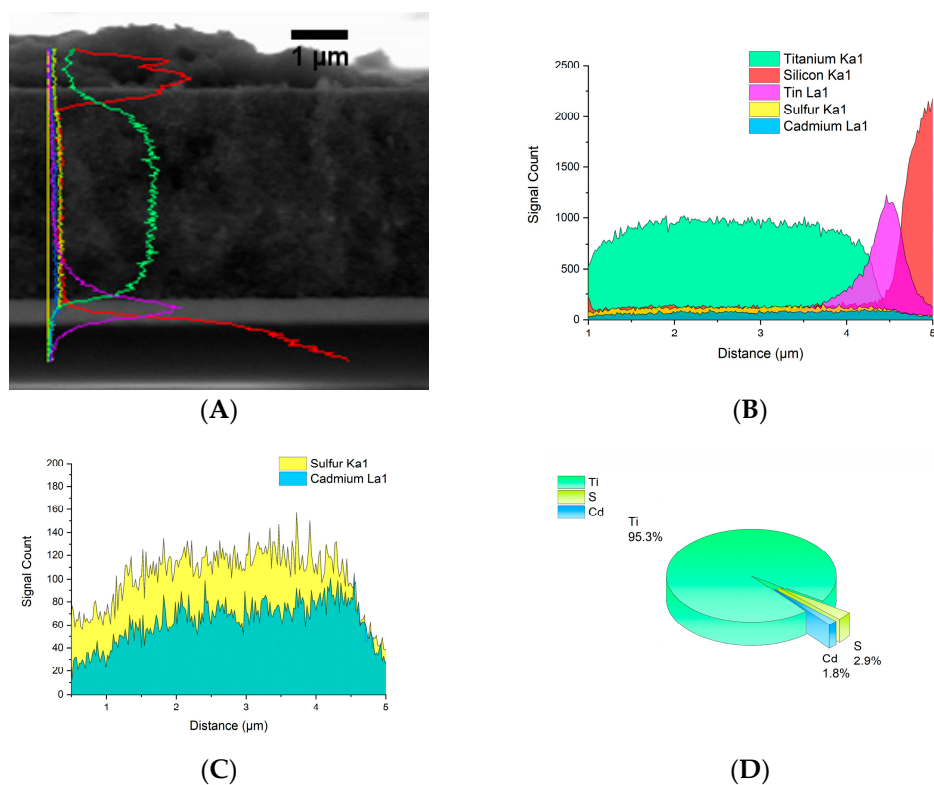 1 µm
(A)
Titanium Ka1
Silicon Ka1
Tin La1
Sulfur Ka1
Cadmium La1
2500
2000
1500
1000
500
0
Signal Count
1
2
3
4
5
Distance (µm)
(B)
Sulfur Ka1
Cadmium La1
200
180
160
140
120
100
80
60
40
20
0
Signal Count
1
2
3
4
5
Distance (µm)
(C)
Ti
S
Cd
Ti
95.3%
S
2.9%
Cd
1.8%
(D)